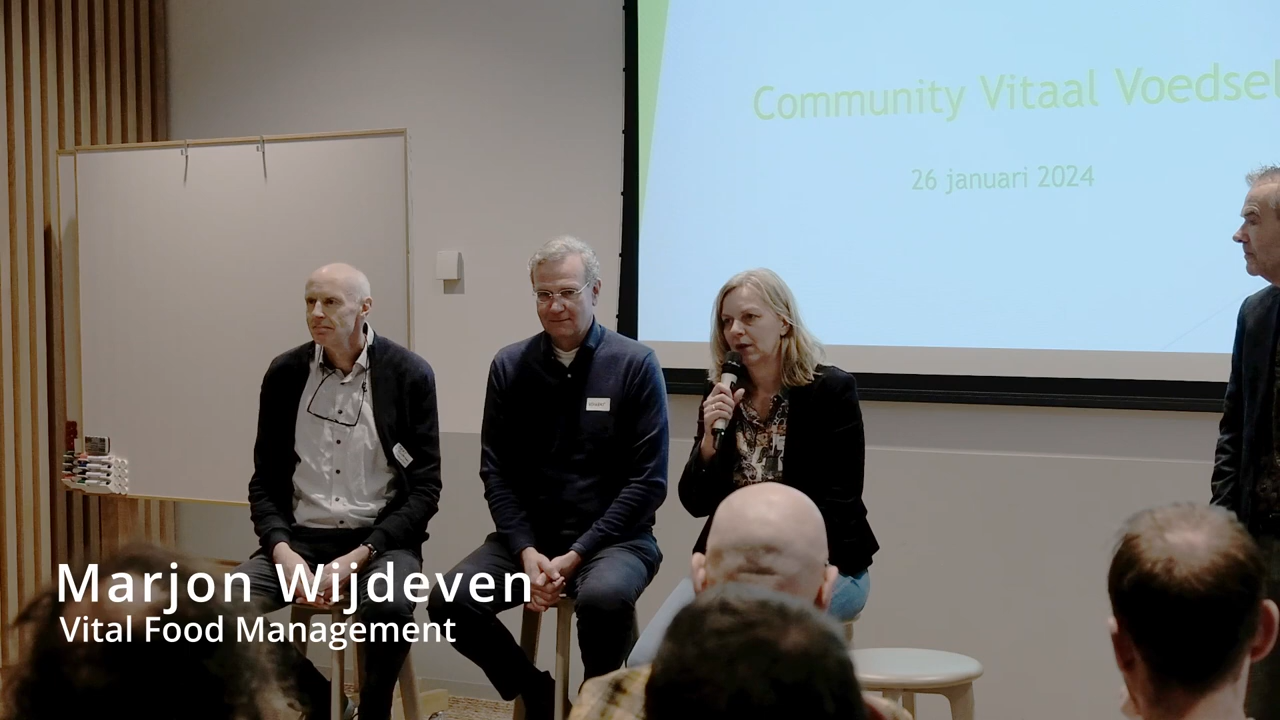 Community Vitaal Voedsel
26 januari 2024
Marjon Wijdeven
Vital Food Management